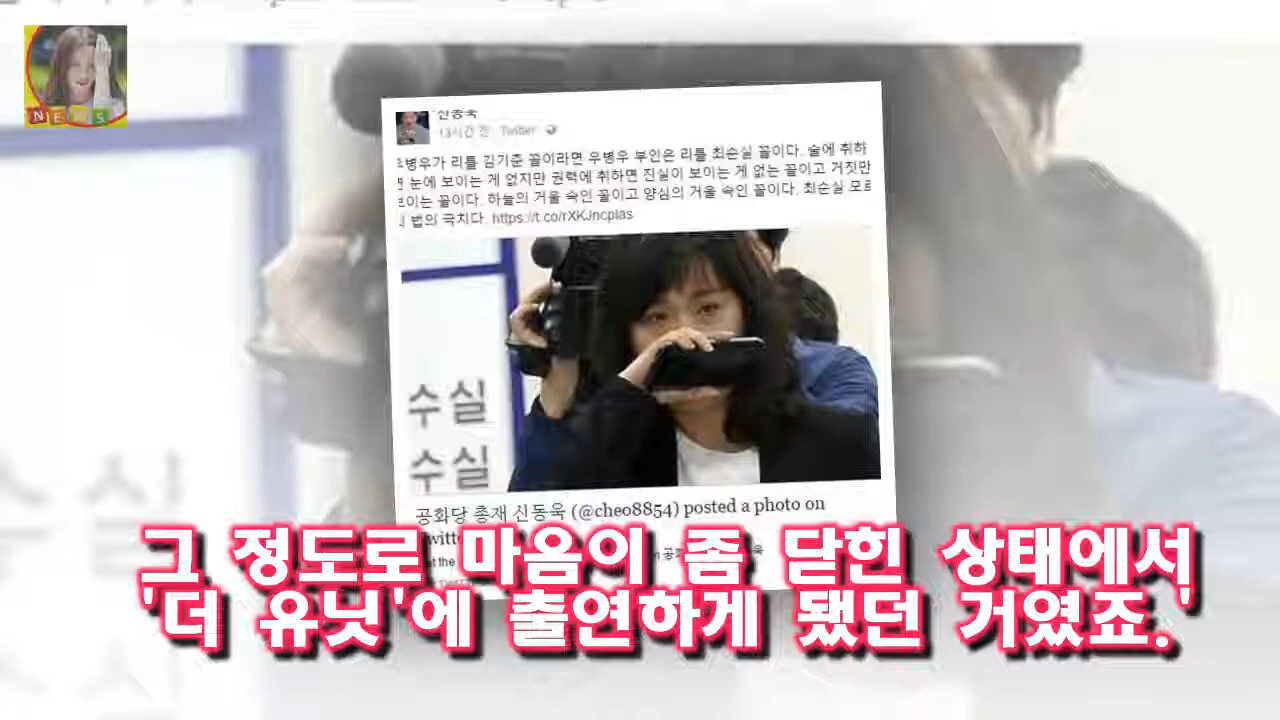 NEWS
신동욱
13시간 전 · Twitter ·
우병우가 리틀 김기춘 꼴이라면 우병우 부인은 리틀 최순실 꼴이다. 술에 취하
면 눈에 보이는 게 없지만 권력에 취하면 진실이 보이는 게 없는 꼴이고 거짓만
보이는 꼴이다. 하늘의 거울 속인 꼴이고 양심의 거울 속인 꼴이다. 최순실 모르
법의 극치다. https://t.co/rXKJncplas
수실
수실
공화당 총재 신동욱 (@cheo8854) posted a photo on
그 정도로 마음이 좀 닫힌 상태에서
'더 유닛'에 출연하게 됐던 거였죠.'